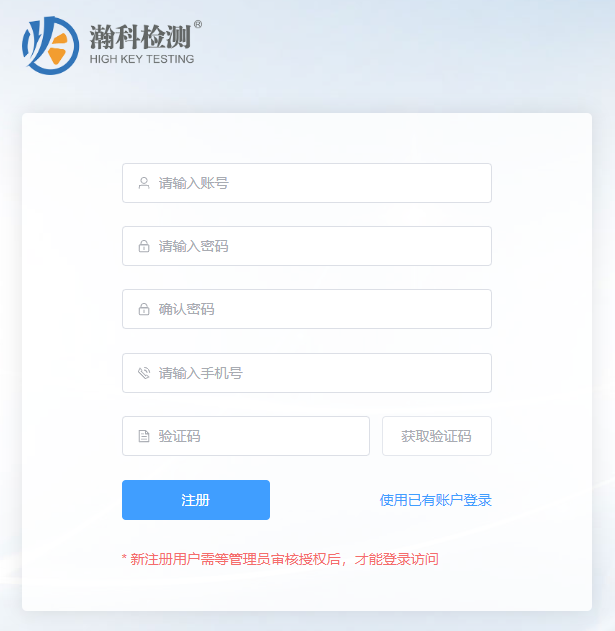 瀚科检测®
HIGH KEY TESTING
请输入账号
请输入密码
确认密码
请输入手机号
验证码 获取验证码
注册 使用已有账户登录
* 新注册用户需等管理员审核授权后，才能登录访问